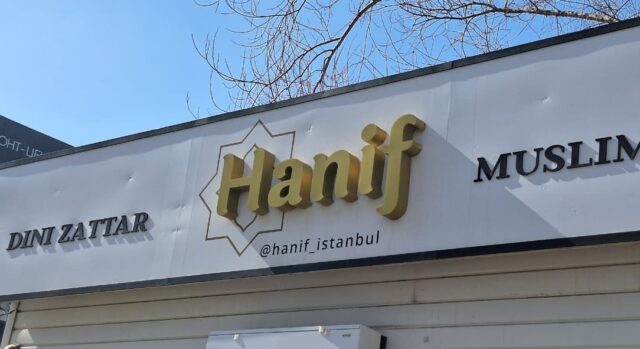 DINI ZATTAR
Hanif
@hanif_istanbul
MUSLIM